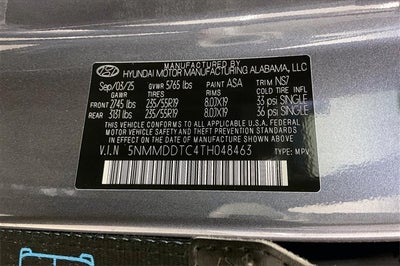 MANUFACTURED BY
HYUNDAI MOTOR MANUFACTURING ALABAMA, LLC
Sep/03/25 GVWR 5765 lbs PAINT ASA TRIM NS7
GAWR TIRES RIMS COLD TIRE INFL.
FRONT 2745 lbs 235/55R19 8.0JX19 33 psi SINGLE
REAR 3131 lbs 235/55R19 8.0JX19 36 psi SINGLE
THIS VEHICLE CONFORMS TO ALL APPLICABLE FEDERAL MOTOR VEHICLE
SAFETY AND THEFT PREVENTION STANDARDS IN EFFECT ON THE DATE OF
MANUFACTURE SHOWN ABOVE.
V.I.N 5NMMDDTC4TH048463 TYPE: MPV